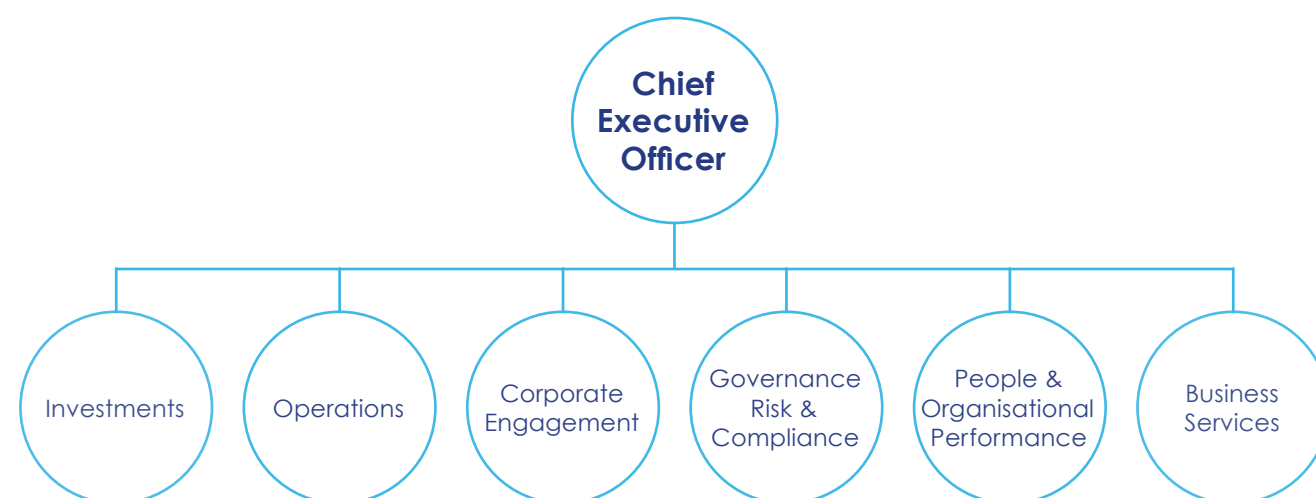 Chief
Executive
Officer
Investments
Operations
Corporate
Engagement
Governance
Risk &
Compliance
People &
Organisational
Performance
Business
Services